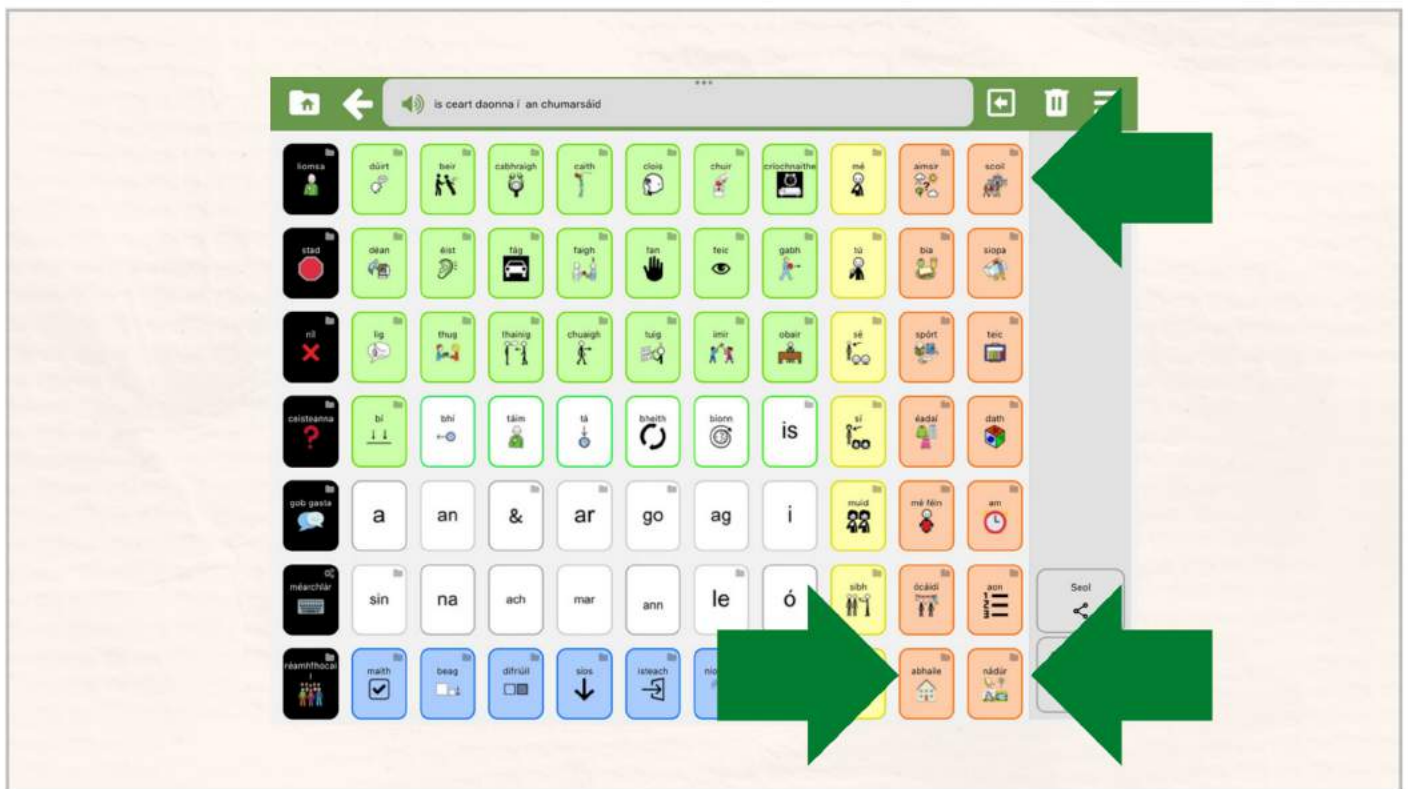 is ceart daonna í an chumarsáid
liomsa dúirt beir cabhraigh caith clois chuir críochnaithe mé aimsir scoil
stad déan éist fág faigh fan feic gabh tú bia siopa
níl lig thug thainig chuaigh tuig imir obair sé spórt teic
ceisteanna bí bhí táim tá bheith bíonn is sí éadaí dath
gob gasta a an & ar go ag i muid mé féin am
méarchlár sin na ach mar ann le ó sibh ócáidí aon
Seol
réamhfhocai maith beag difriúil síos isteach abhaile nádúr